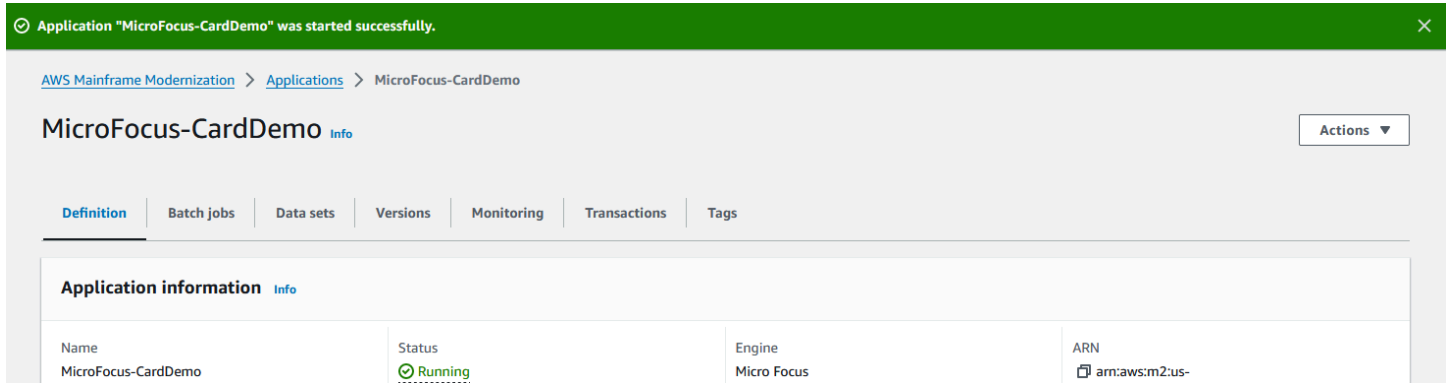 Application "MicroFocus-CardDemo" was started successfully.
AWS Mainframe Modernization > Applications > MicroFocus-CardDemo
MicroFocus-CardDemo Info
Actions
Definition Batch jobs Data sets Versions Monitoring Transactions Tags
Application information Info
Name Status Engine ARN
MicroFocus-CardDemo Running Micro Focus arn:aws:m2:us-